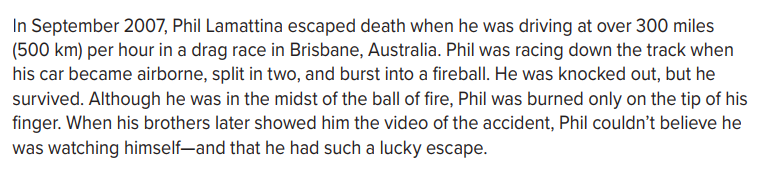 In September 2007, Phil Lamattina escaped death when he was driving at over 300 miles
(500 km) per hour in a drag race in Brisbane, Australia. Phil was racing down the track when
his car became airborne, split in two, and burst into a fireball. He was knocked out, but he
survived. Although he was in the midst of the ball of fire, Phil was burned only on the tip of his
finger. When his brothers later showed him the video of the accident, Phil couldn’t believe he
was watching himself—and that he had such a lucky escape.